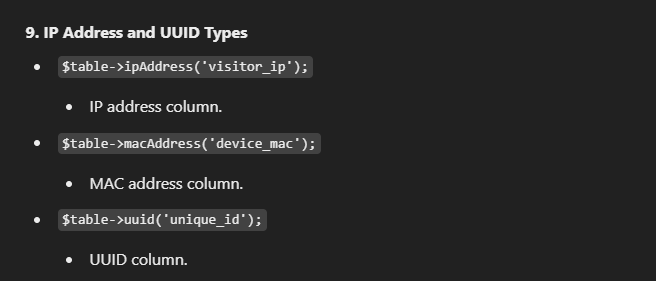 9. IP Address and UUID Types
$table->ipAddress('visitor_ip');
IP address column.
$table->macAddress('device_mac');
MAC address column.
$table->uuid('unique_id');
UUID column.